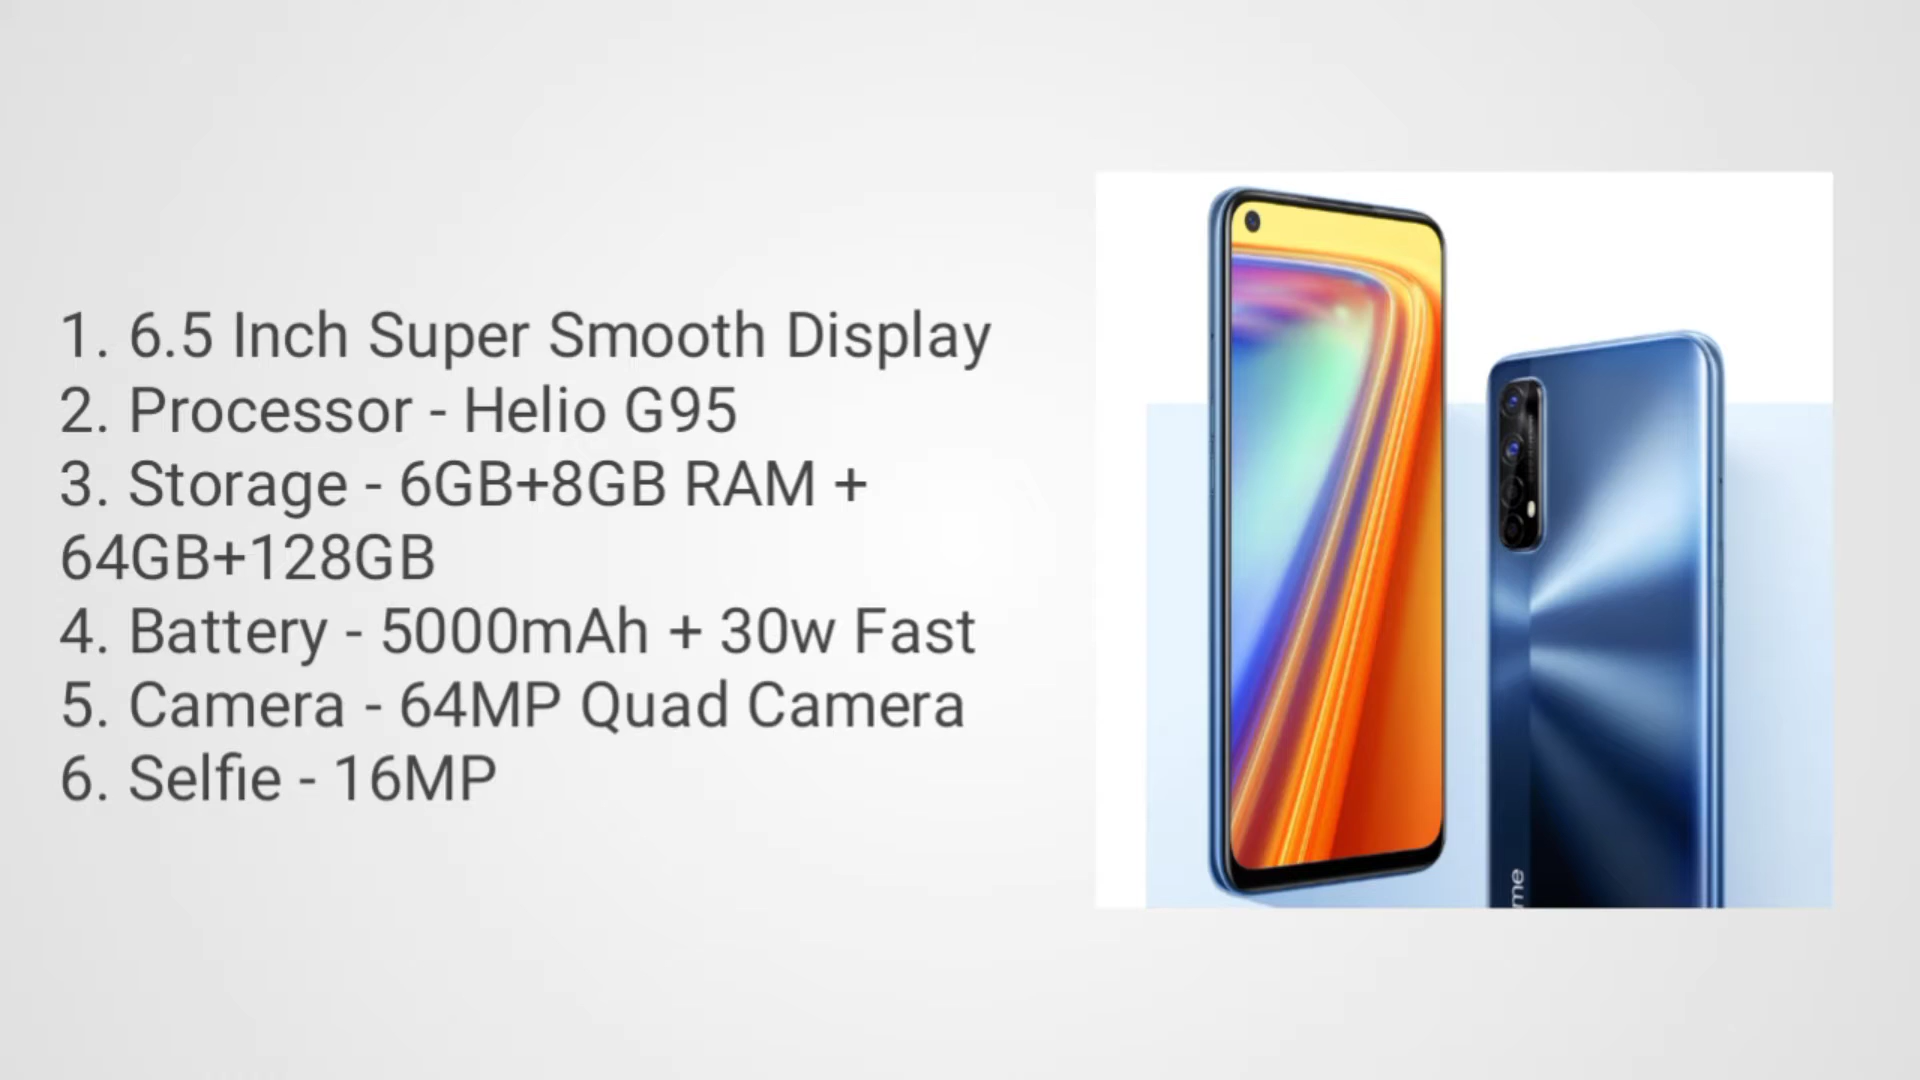 1. 6.5 Inch Super Smooth Display
2. Processor - Helio G95
3. Storage - 6GB+8GB RAM +
64GB+128GB
4. Battery - 5000mAh + 30w Fast
5. Camera - 64MP Quad Camera
6. Selfie - 16MP
me